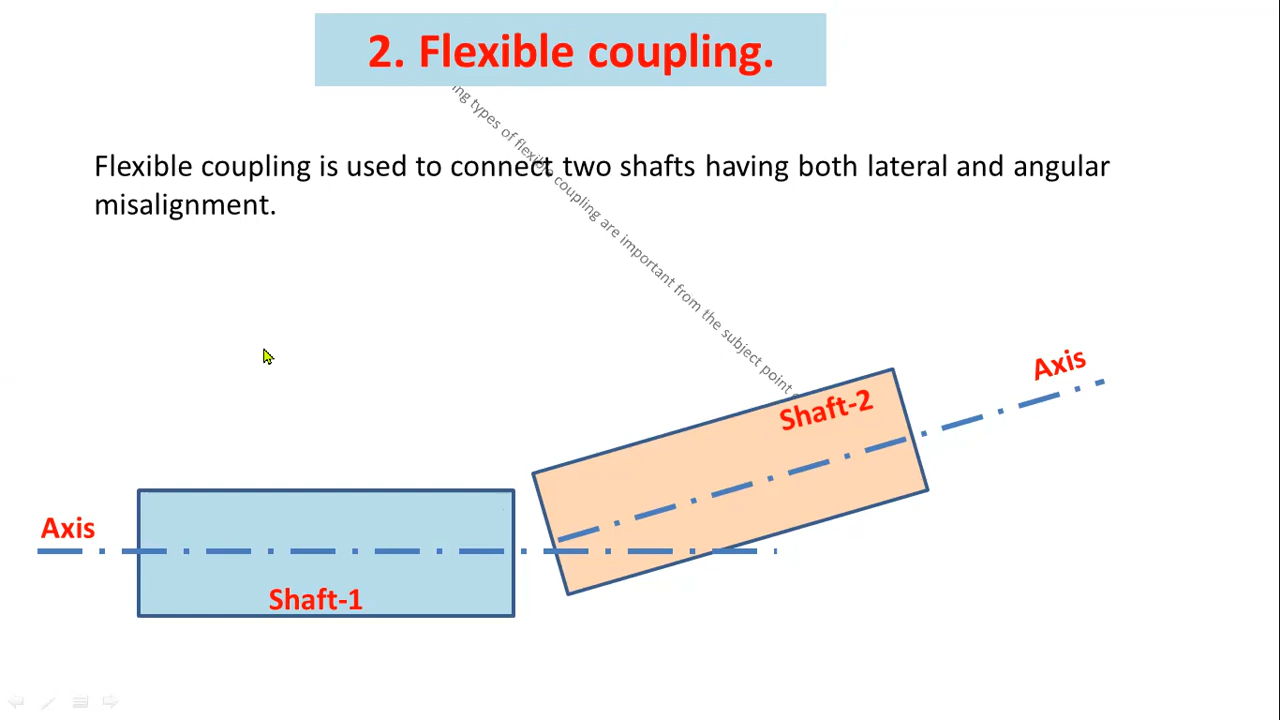 2. Flexible coupling.
ing types of flexible coupling are important from the subject point
Flexible coupling is used to connect two shafts having both lateral and angular
misalignment.
Axis
Shaft-2
Axis
Shaft-1